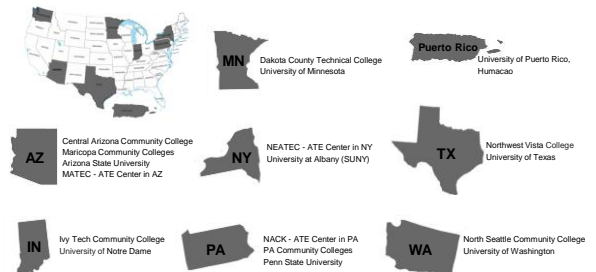 MN
Dakota County Technical College
University of Minnesota
Puerto Rico
University of Puerto Rico,
Humacao
AZ
Central Arizona Community College
Maricopa Community Colleges
Arizona State University
MATEC - ATE Center in AZ
NY
NEATEC - ATE Center in NY
University at Albany (SUNY)
TX
Northwest Vista College
University of Texas
IN
Ivy Tech Community College
University of Notre Dame
PA
NACK - ATE Center in PA
PA Community Colleges
Penn State University
WA
North Seattle Community College
University of Washington